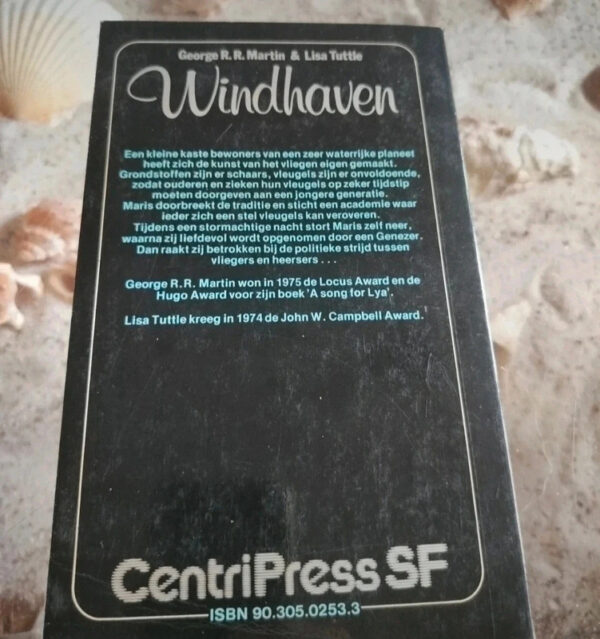 George R.R. Martin & Lisa Tuttle
Windhaven
Een kleine kaste bewoners van een zeer waterrijke planeet
heeft zich de kunst van het vliegen eigen gemaakt.
Grondstoffen zijn er schaars, vleugels zijn er onvoldoende,
zodat ouderen en zieken hun vleugels op zeker tijdstip
moeten doorgeven aan een jongere generatie.
Maris doorbreekt de traditie en sticht een academie waar
ieder zich een stel vleugels kan veroveren.
Tijdens een stormachtige nacht stort Maris zelf neer,
waarna zij liefdevol wordt opgenomen door een Genezer.
Dan raakt zij betrokken bij de politieke strijd tussen
vliegers en heersers . . .
George R.R. Martin won in 1975 de Locus Award en de
Hugo Award voor zijn boek 'A song for Lya'.
Lisa Tuttle kreeg in 1974 de John W. Campbell Award.
CentriPress SF
ISBN 90.305.0253.3